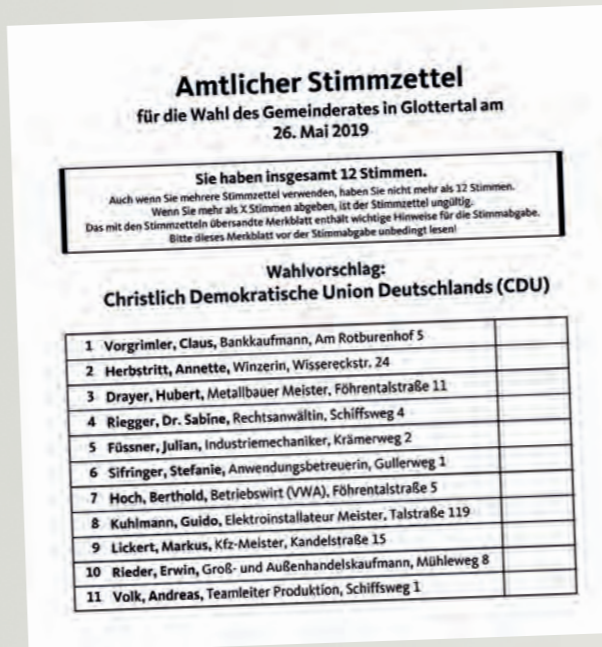 Amtlicher Stimmzettel
für die Wahl des Gemeinderates in Glottertal am
26. Mai 2019
Sie haben insgesamt 12 Stimmen.
Auch wenn Sie mehrere Stimmzettel verwenden, haben Sie nicht mehr als 12 Stimmen.
Wenn Sie mehr als X Stimmen abgeben, ist der Stimmzettel ungültig.
Das mit den Stimmzetteln übersandte Merkblatt enthält wichtige Hinweise für die Stimmabgabe.
Bitte dieses Merkblatt vor der Stimmabgabe unbedingt lesen!
Wahlvorschlag:
Christlich Demokratische Union Deutschlands (CDU)
1 Vorgrimler, Claus, Bankkaufmann, Am Rotburenhof 5
2 Herbstritt, Annette, Winzerin, Wissereckstr. 24
3 Drayer, Hubert, Metallbauer Meister, Föhrentalstraße 11
4 Riegger, Dr. Sabine, Rechtsanwältin, Schiffsweg 4
5 Füssner, Julian, Industriemechaniker, Krämerweg 2
6 Sifringer, Stefanie, Anwendungsbetreuerin, Gullerweg 1
7 Hoch, Berthold, Betriebswirt (VWA), Föhrentalstraße 5
8 Kuhlmann, Guido, Elektroinstallateur Meister, Talstraße 119
9 Lickert, Markus, Kfz-Meister, Kandelstraße 15
10 Rieder, Erwin, Groß- und Außenhandelskaufmann, Mühleweg 8
11 Volk, Andreas, Teamleiter Produktion, Schiffsweg 1